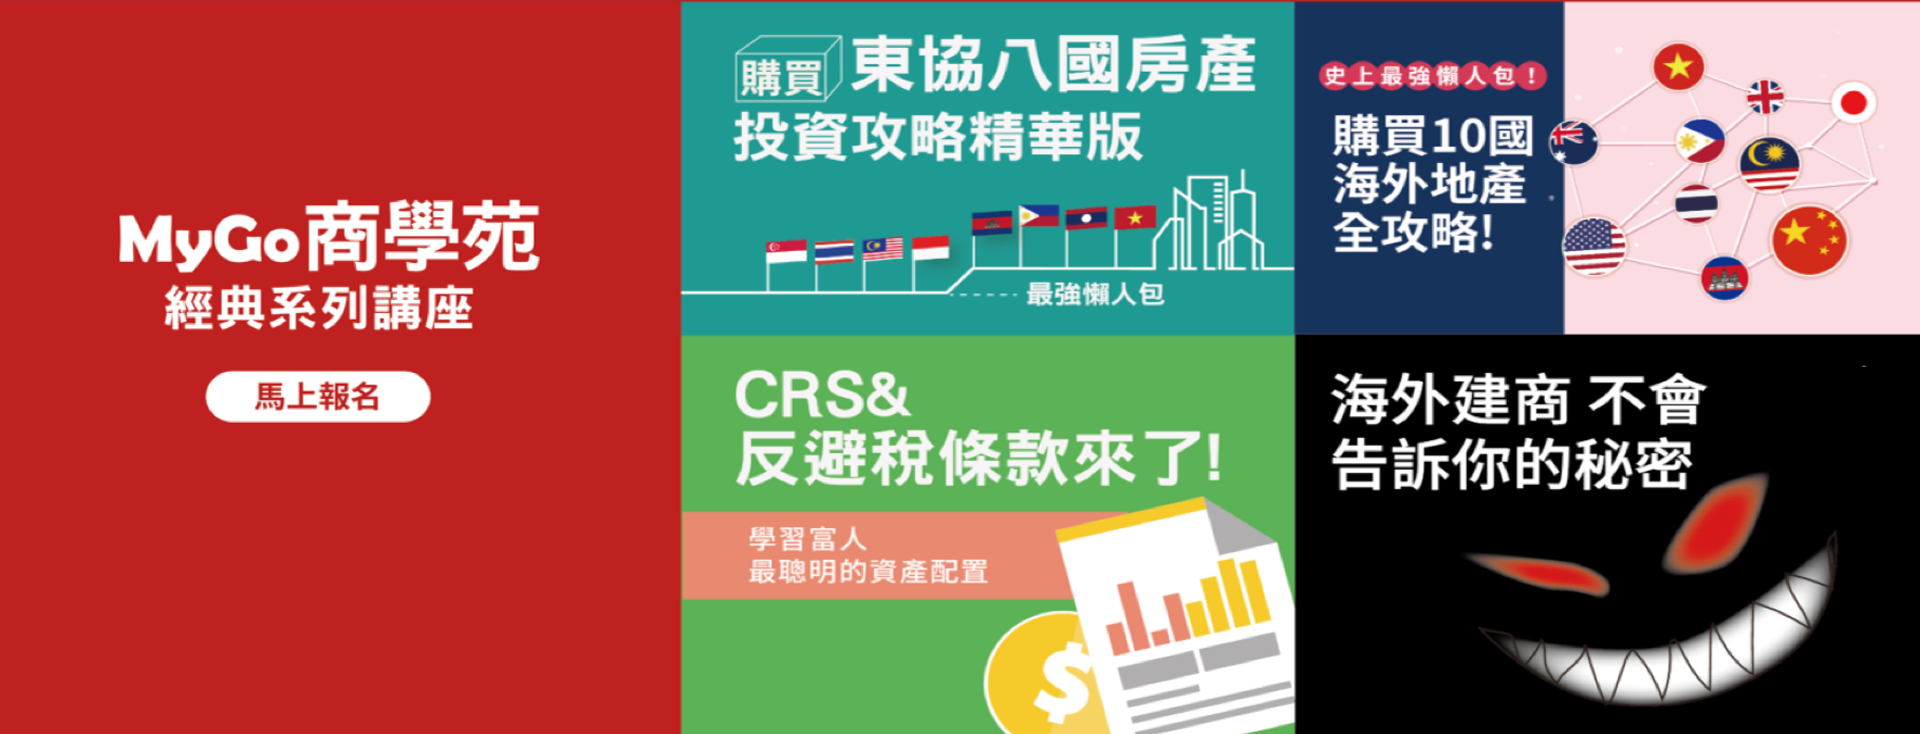 MyGo商學苑
經典系列講座
馬上報名
購買 東協八國房產
投資攻略精華版
最強懶人包
史上最強懶人包！
購買10國
海外地產
全攻略!
CRS&
反避稅條款來了!
學習富人
最聰明的資產配置
$
海外建商 不會
告訴你的秘密